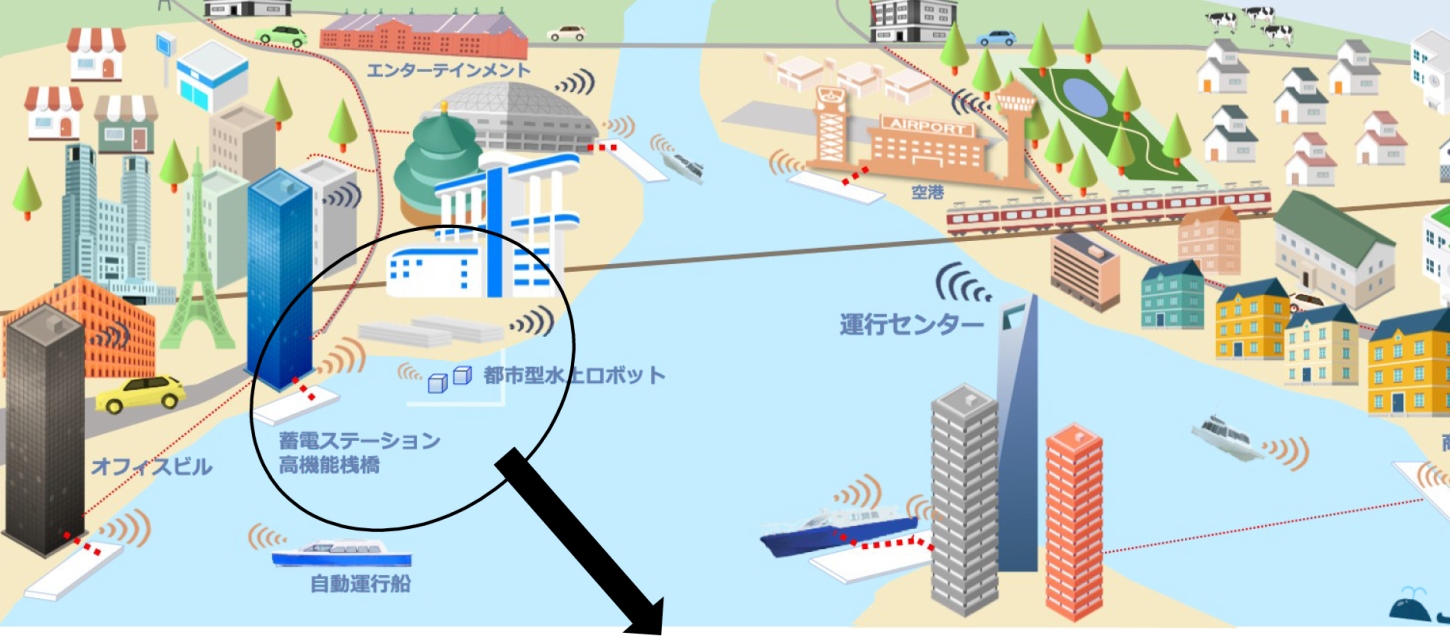 エンターテインメント
AIRPORT
空港
運行センター
都市型水上ロボット
蓄電ステーション
高機能桟橋
オフィスビル
自動運行船